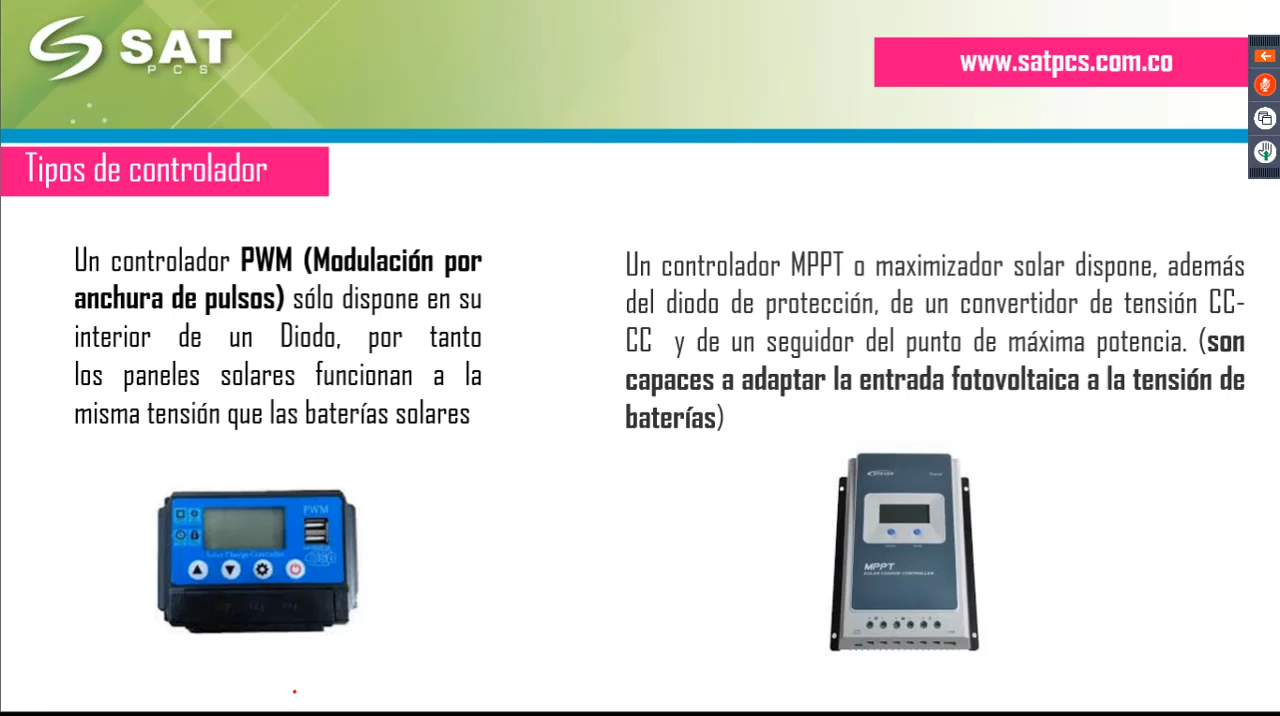 SAT
PCS
www.satpcs.com.co
Tipos de controlador
Un controlador PWM (Modulación por
anchura de pulsos) sólo dispone en su
interior de un Diodo, por tanto
los paneles solares funcionan a la
misma tensión que las baterías solares
Un controlador MPPT o maximizador solar dispone, además
del diodo de protección, de un convertidor de tensión CC-
CC y de un seguidor del punto de máxima potencia. (son
capaces a adaptar la entrada fotovoltaica a la tensión de
baterías)
PWM
Solar Charge Controller
USB
MPPT
SOLAR CHARGE CONTROLLER